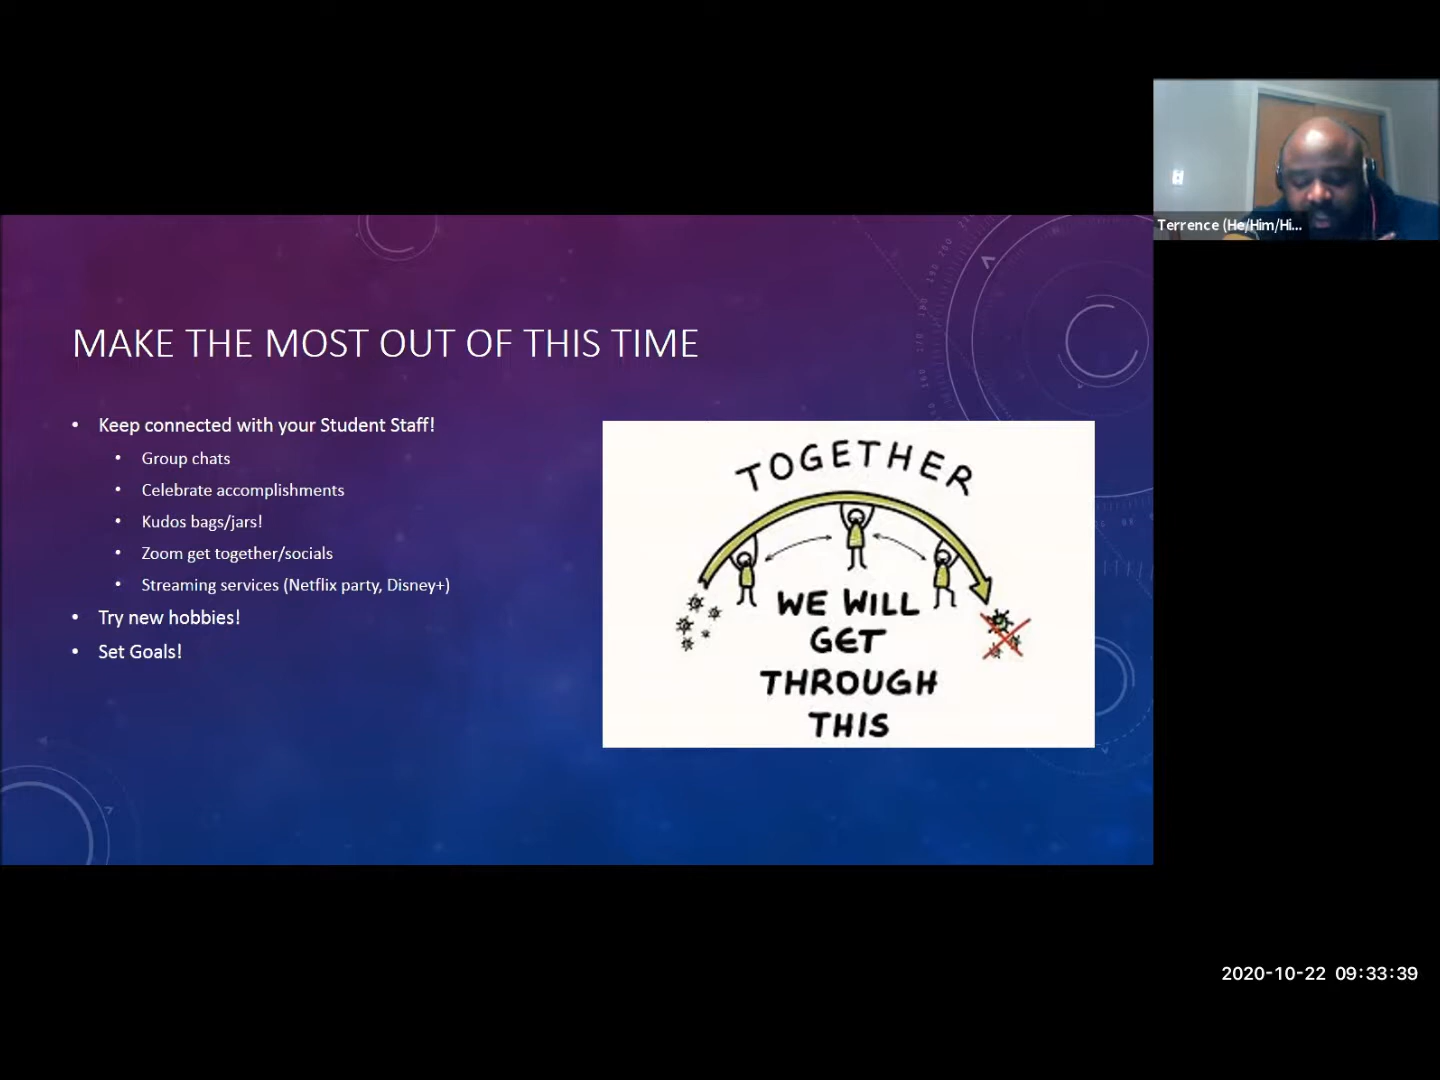 Terrence (He/Him/Hi...
MAKE THE MOST OUT OF THIS TIME
• Keep connected with your Student Staff!
• Group chats
• Celebrate accomplishments
• Kudos bags/jars!
• Zoom get together/socials
• Streaming services (Netflix party, Disney+)
• Try new hobbies!
• Set Goals!
TOGETHER
WE WILL
GET
THROUGH
THIS
2020-10-22 09:33:39